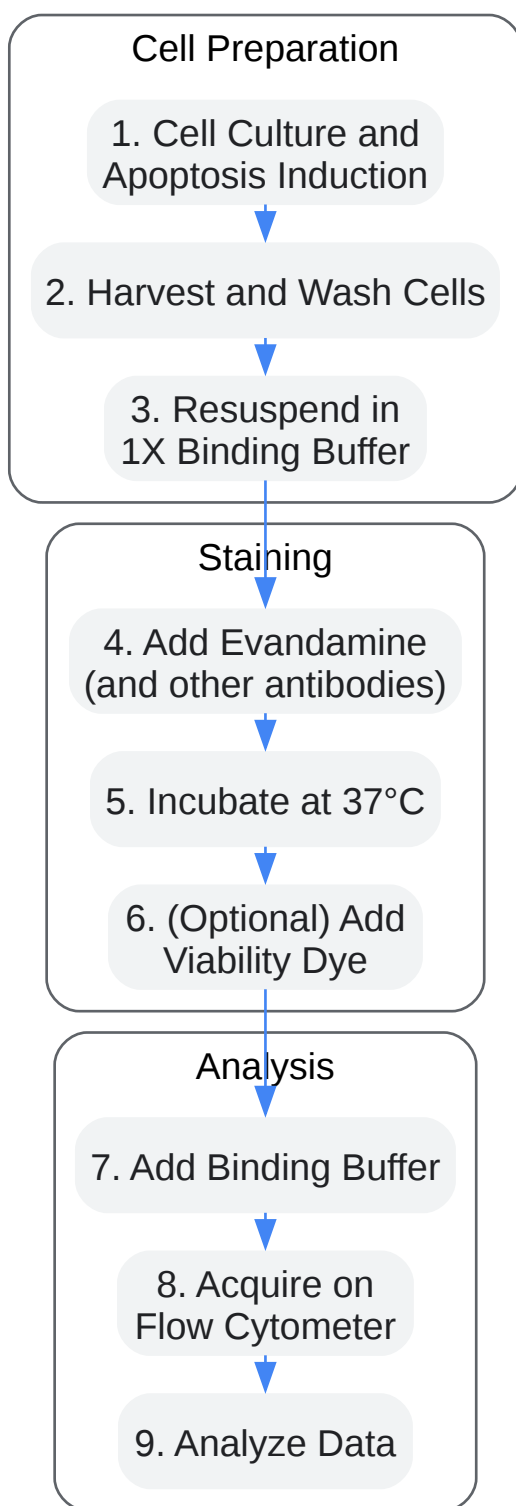 Cell Preparation
1. Cell Culture and
Apoptosis Induction
2. Harvest and Wash Cells
3. Resuspend in
1X Binding Buffer
Staining
4. Add Evandamine
(and other antibodies)
5. Incubate at 37°C
6. (Optional) Add
Viability Dye
Analysis
7. Add Binding Buffer
8. Acquire on
Flow Cytometer
9. Analyze Data